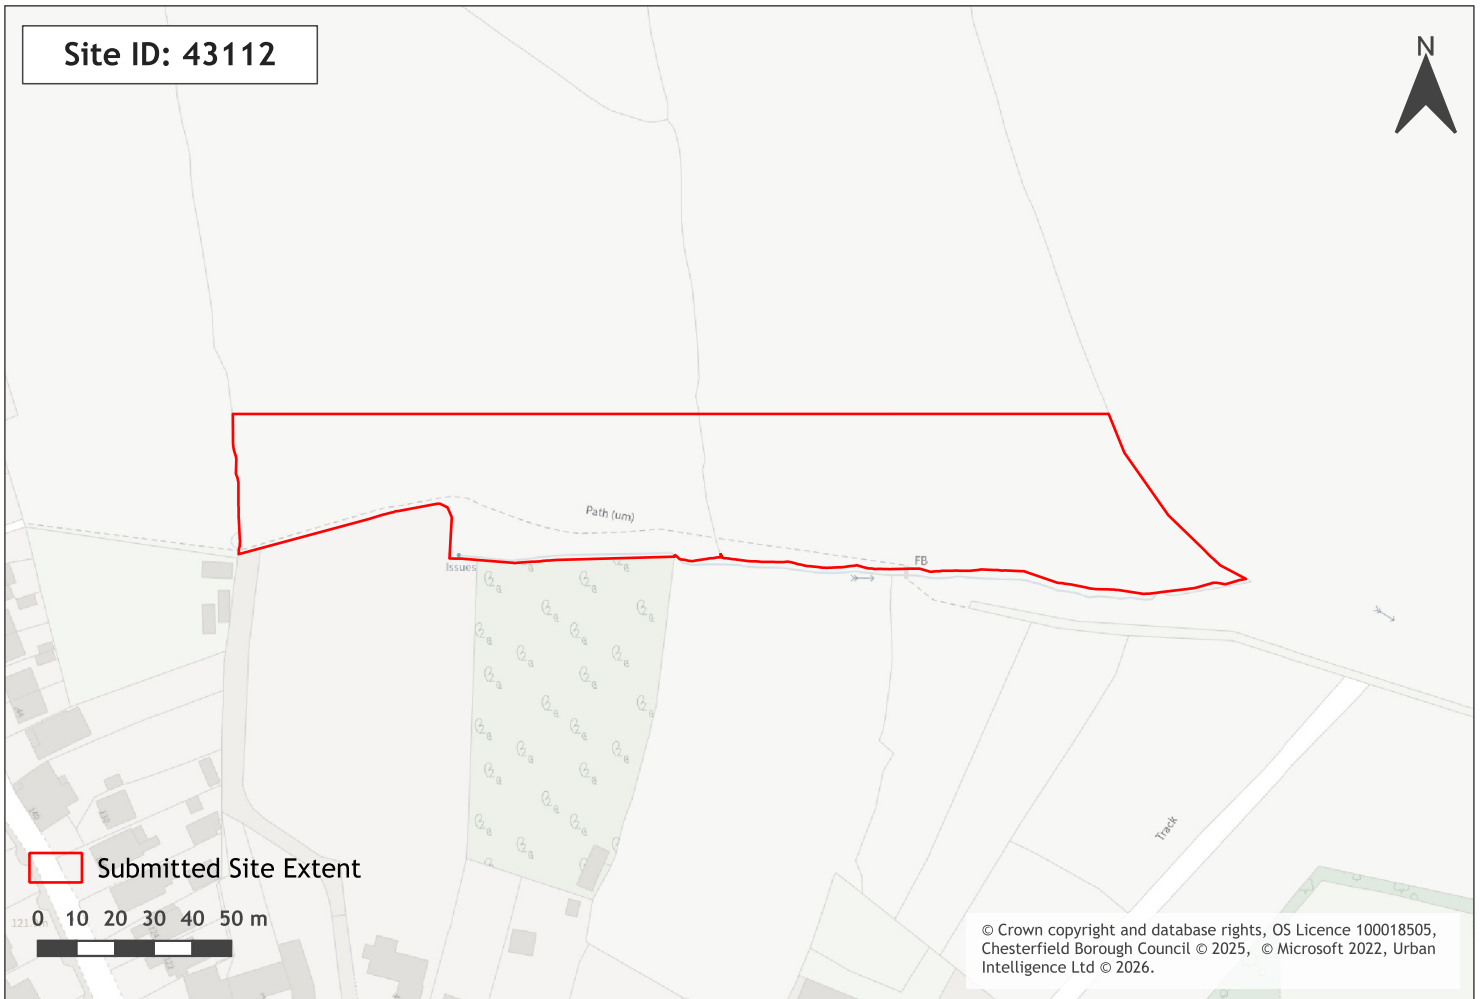 Site ID: 43112
N
Path (um)
Issues
FB
Track
Submitted Site Extent
0 10 20 30 40 50 m
© Crown copyright and database rights, OS Licence 100018505,
Chesterfield Borough Council © 2025, © Microsoft 2022, Urban
Intelligence Ltd © 2026.